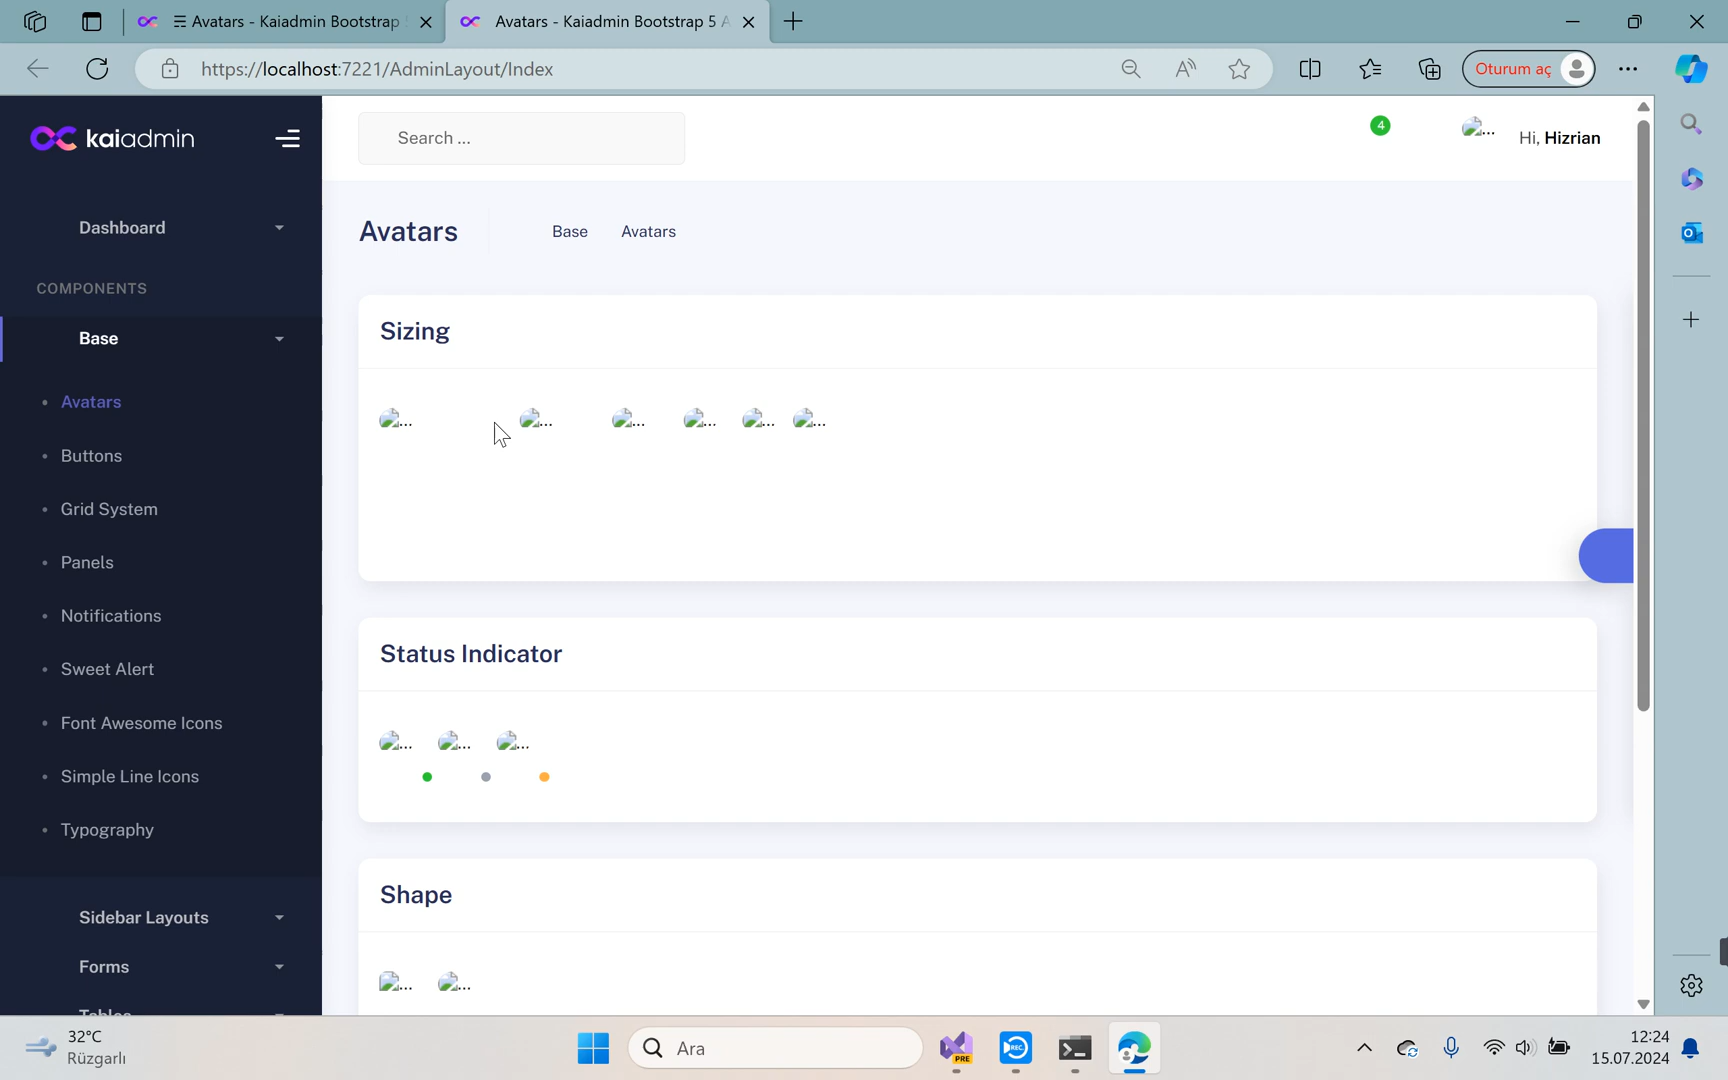 ☰ Avatars - Kaiadmin Bootstrap
Avatars - Kaiadmin Bootstrap 5 A
https://localhost:7221/AdminLayout/Index
Oturum aç
kaiadmin
Search ...
4
Hi, Hizrian
Dashboard
Avatars
Base
Avatars
COMPONENTS
Base
Sizing
Avatars
... ... ... ... ... ...
Buttons
Grid System
Panels
Notifications
Status Indicator
Sweet Alert
Font Awesome Icons
... ... ...
Simple Line Icons
Typography
Shape
Sidebar Layouts
Forms
... ...
32°C
Rüzgarlı
Ara
PRE
REC
12:24
15.07.2024